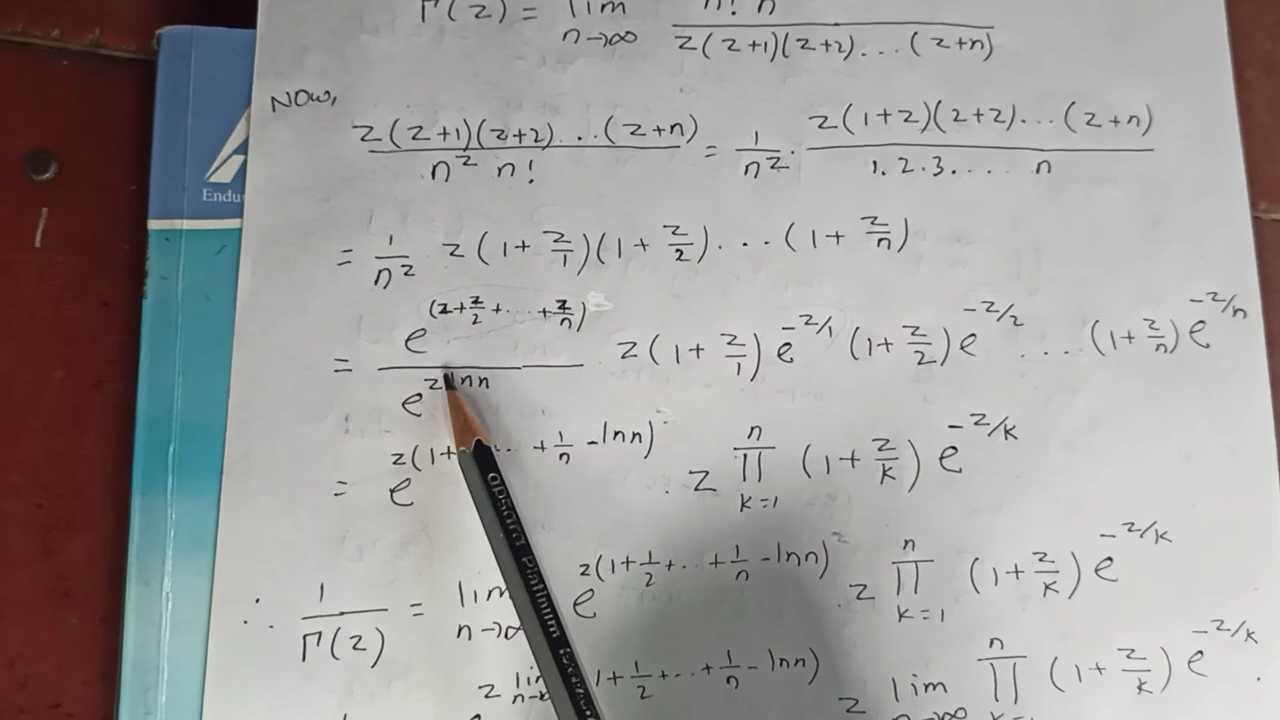 Γ(z) = lim n→∞ n! n / z(z+1)(z+2)...(z+n)
NOW,
z(z+1)(z+2)...(z+n) / n^z n! = 1/n^z · z(1+z)(2+z)...(z+n) / 1.2.3.... n
= 1/n^z z(1+z/1)(1+z/2)...(1+z/n)
= e^(z+z/2+...+z/n) / e^(z ln n) z(1+z/1)e^(-z/1) (1+z/2)e^(-z/2) .... (1+z/n)e^(-z/n)
= e^(z(1+ .. +1/n -ln n)) . z ∏ k=1 n (1+z/k) e^(-z/k)
∴ 1/Γ(z) = lim n→∞ e^(z(1+1/2+..+1/n -ln n)) . z ∏ k=1 n (1+z/k) e^(-z/k)
z lim 1+1/2+..+1/n -ln n) z lim n→∞ ∏ n (1+z/k) e^(-z/k) .
Endu
apsara Platinum